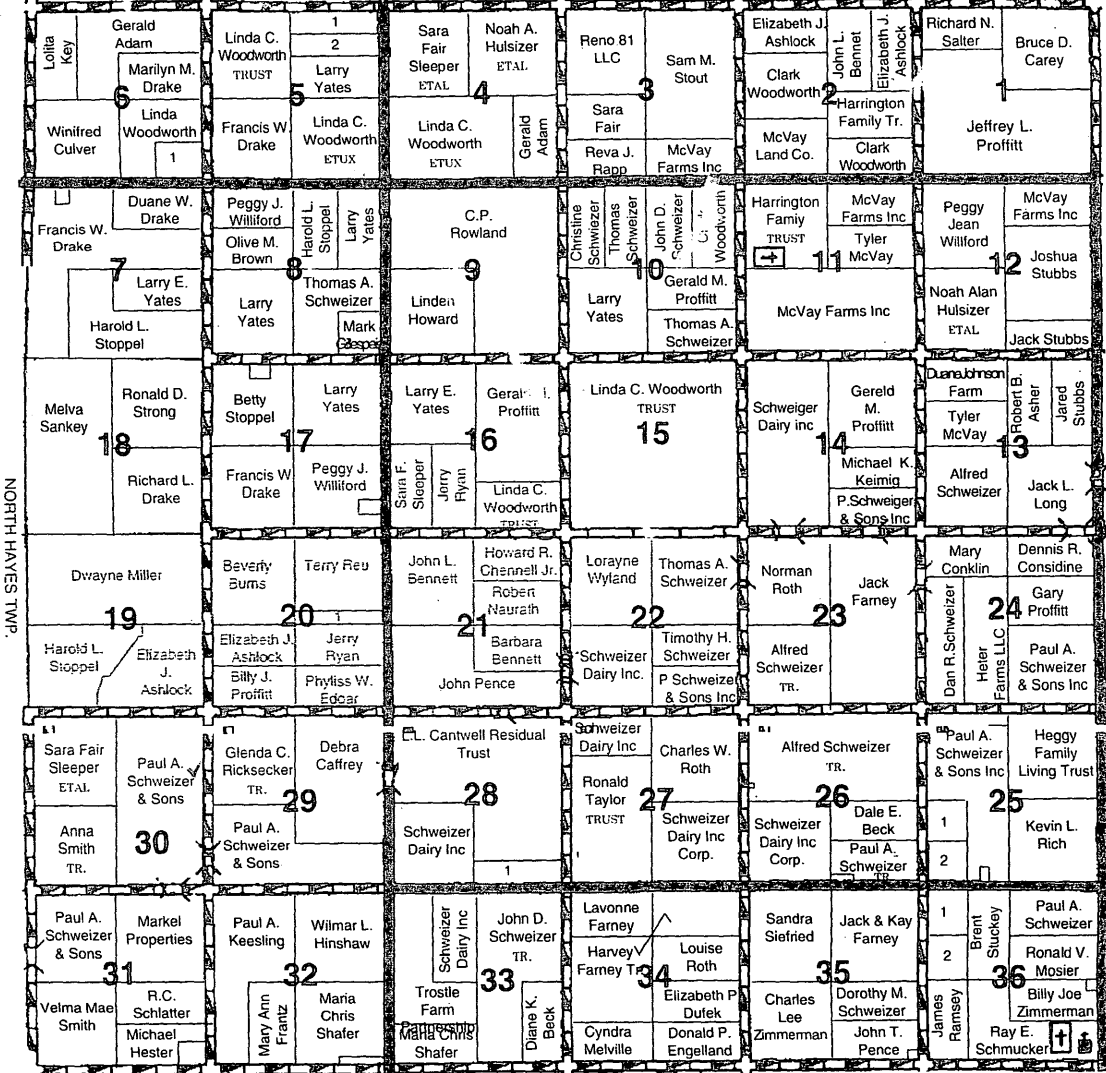 Lolita
Key
Gerald
Adam
Marilyn M.
Drake
6
Winifred
Culver
Linda
Woodworth
1
Linda C.
Woodworth
TRUST
1
2
Larry
Yates
5
Francis W.
Drake
Linda C.
Woodworth
ETUX
Sara
Fair
Sleeper
ETAL
Noah A.
Hulsizer
ETAL
4
Linda C.
Woodworth
ETUX
Gerald
Adam
Reno 81
LLC
Sam M.
Stout
3
Sara
Fair
Reva J.
Rapp
McVay
Farms Inc
Elizabeth J.
Ashlock
John L.
Bennet
Elizabeth J.
Ashlock
Clark
Woodworth
2
Harrington
Family Tr.
McVay
Land Co.
Clark
Woodworth
Richard N.
Salter
Bruce D.
Carey
1
Jeffrey L.
Proffitt
Duane W.
Drake
Francis W.
Drake
7
Larry E.
Yates
Harold L.
Stoppel
Peggy J.
Williford
Harold L.
Stoppel
Larry
Yates
Olive M.
Brown
8
Larry
Yates
Thomas A.
Schweizer
Mark
C.P.
Rowland
9
Linden
Howard
Christine
Schwiezer
Thomas
Schweizer
John D.
Schweizer
Woodworth
10
Larry
Yates
Gerald M.
Proffitt
Thomas A.
Schweizer
Harrington
Famiy
TRUST
McVay
Farms Inc
Tyler
McVay
11
McVay Farms Inc
Peggy
Jean
Willford
McVay
Farms Inc
Joshua
Stubbs
12
Noah Alan
Hulsizer
ETAL
Jack Stubbs
Melva
Sankey
Ronald D.
Strong
18
Richard L.
Drake
Betty
Stoppel
Larry
Yates
17
Francis W.
Drake
Peggy J.
Williford
Larry E.
Yates
Proffitt
16
Sara F.
Sleeper
Jerry
Ryan
Linda C.
Woodworth
TRUST
Linda C. Woodworth
TRUST
15
Schweiger
Dairy inc
Gereld
M.
Proffitt
14
Michael K.
Keimig
P.Schweiger
& Sons Inc
Duane Johnson
Farm
Robert B.
Asher
Jared
Stubbs
Tyler
McVay
13
Alfred
Schweizer
Jack L.
Long
NORTH HAYES TWP.
Dwayne Miller
19
Harold L.
Stoppel
Elizabeth
J.
Ashlock
Beverly
Burns
Terry Reu
20
1
Elizabeth J.
Ashlock
Jerry
Ryan
Billy J.
Proffitt
Phyliss W.
Edgar
John L.
Bennett
Howard R.
Chennell Jr.
Robert
Naurath
21
Barbara
Bennett
John Pence
Lorayne
Wyland
Thomas A.
Schweizer
22
Schweizer
Dairy Inc.
Timothy H.
Schweizer
P Schweizer
& Sons Inc
Norman
Roth
Jack
Farney
23
Alfred
Schweizer
TR.
Mary
Conklin
Dennis R.
Considine
Dan R.Schweizer
Heter
Farms LLC
24
Gary
Proffitt
Paul A.
Schweizer
& Sons Inc
Sara Fair
Sleeper
ETAL
Paul A.
Schweizer
& Sons
Anna
Smith
TR.
30
Glenda C.
Ricksecker
TR.
Debra
Caffrey
29
Paul A.
Schweizer
& Sons
L.L. Cantwell Residual
Trust
28
Schweizer
Dairy Inc
1
Schweizer
Dairy Inc
Charles W.
Roth
Ronald
Taylor
TRUST
27
Schweizer
Dairy Inc
Corp.
Alfred Schweizer
TR.
26
Schweizer
Dairy Inc
Corp.
Dale E.
Beck
Paul A.
Schweizer
TR
Paul A.
Schweizer
& Sons Inc
Heggy
Family
Living Trust
25
1
2
Kevin L.
Rich
Paul A.
Schweizer
& Sons
Markel
Properties
31
Velma Mae
Smith
R.C.
Schlatter
Michael
Hester
Paul A.
Keesling
Wilmar L.
Hinshaw
32
Mary Ann
Frantz
Maria
Chris
Shafer
Schweizer
Dairy Inc
John D.
Schweizer
TR.
33
Trostle
Farm
Partnership
Maria Chris
Shafer
Diane K.
Beck
Lavonne
Farney
Harvey
Farney Tr.
Louise
Roth
34
Elizabeth P
Dutek
Cyndra
Melville
Donald P.
Engelland
Sandra
Siefried
Jack & Kay
Farney
35
Charles
Lee
Zimmerman
Dorothy M.
Schweizer
John T.
Pence
1
2
Brent
Stuckey
Paul A.
Schweizer
Ronald V.
Mosier
36
James
Ramsey
Billy Joe
Zimmerman
Ray E.
Schmucker